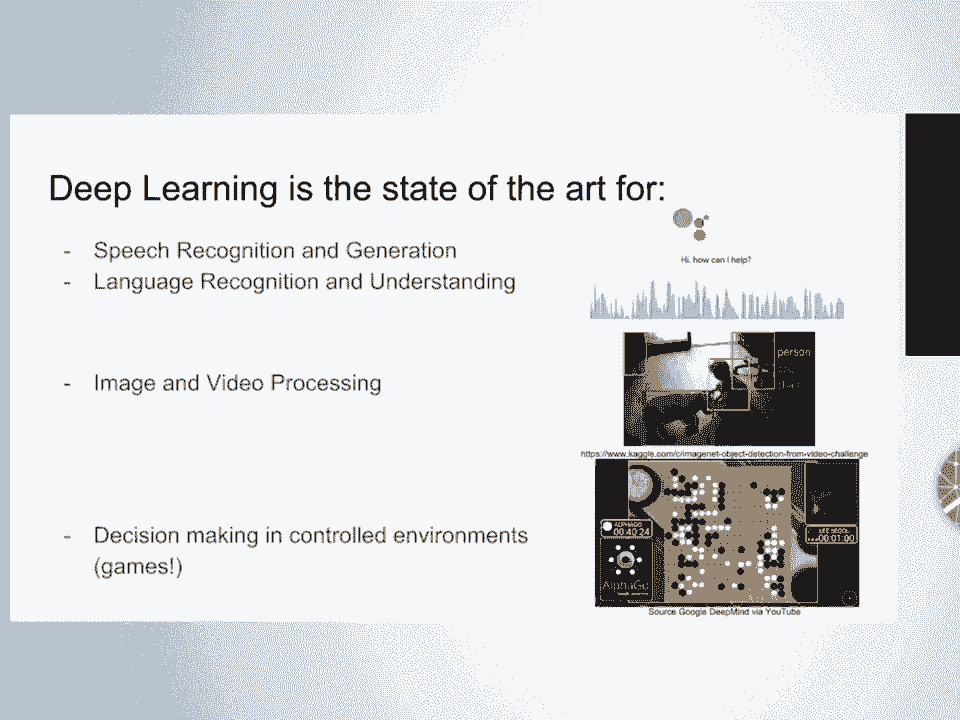 Deep Learning is the state of the art for:
- Speech Recognition and Generation
- Language Recognition and Understanding
Hi, how can I help?
- Image and Video Processing
person
https://www.kaggle.com/c/imagenet-object-detection-from-video-challenge
- Decision making in controlled environments
(games!)
ALPHAGO
00:40:24
AlphaGo
LEE SEDOL
00:01:00
Source Google DeepMind via YouTube